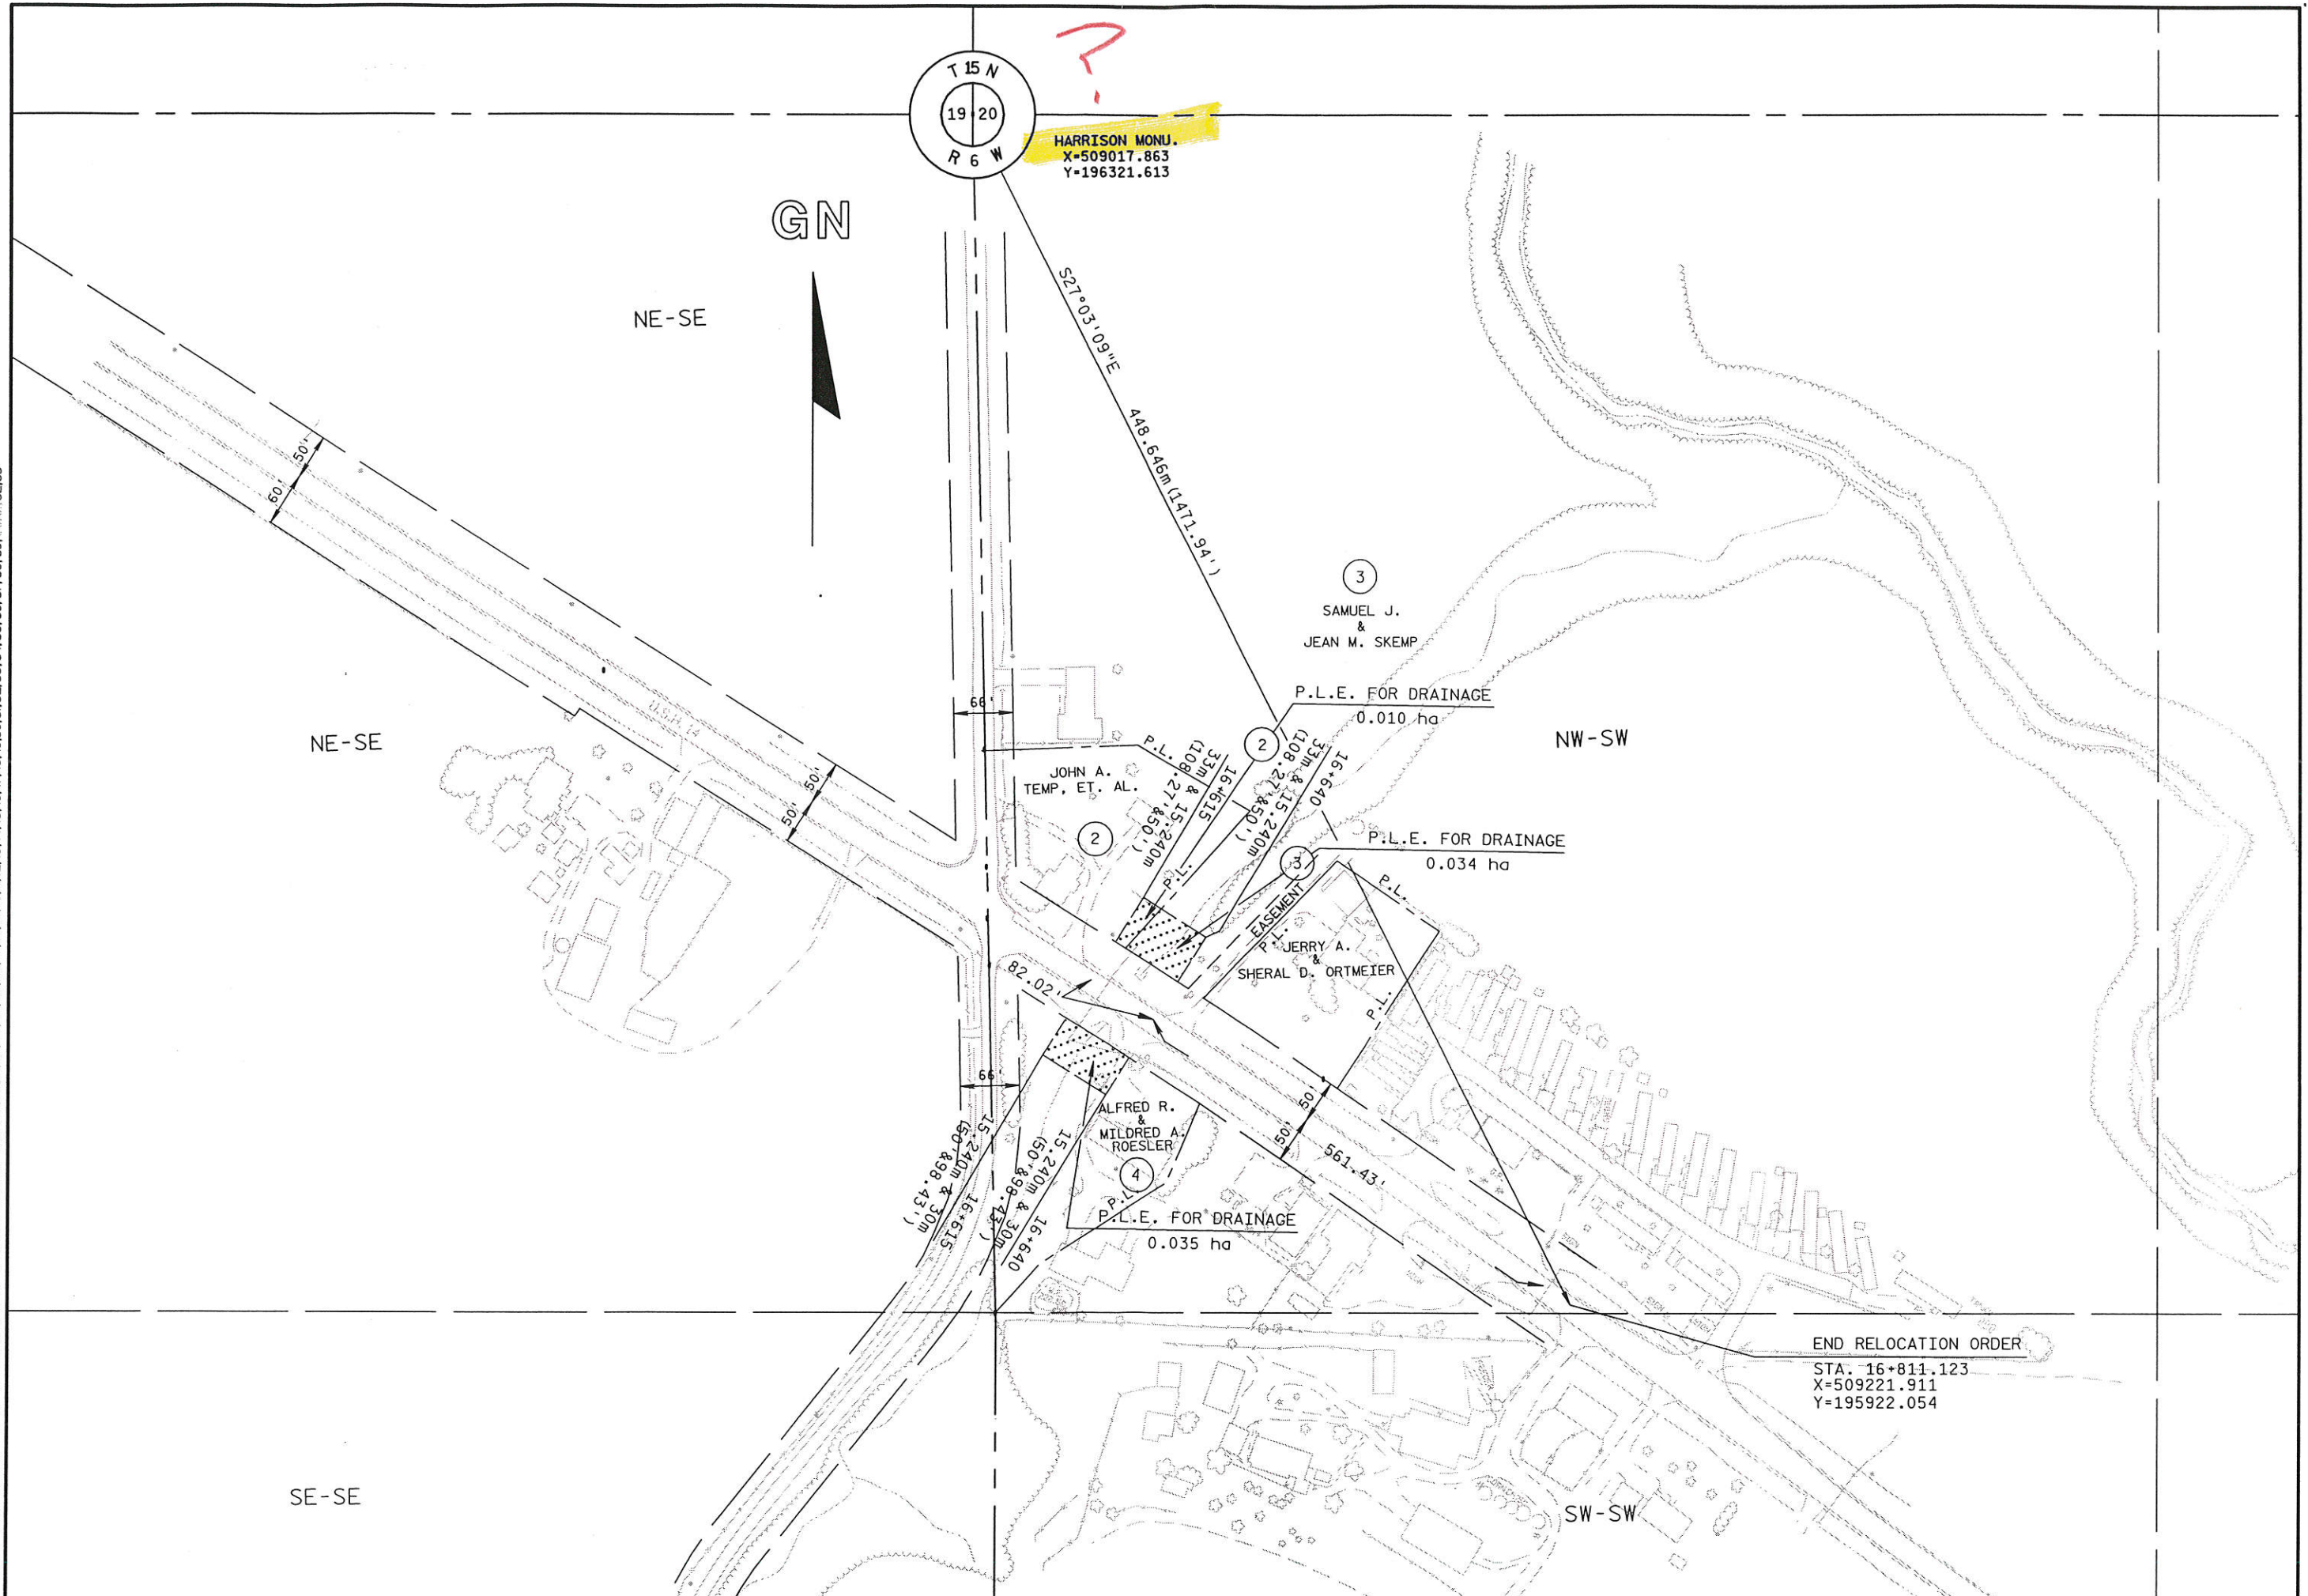 ?
T 15 N
19 20
R 6 W
HARRISON MONU.
X=509017.863
Y=196321.613
GN
NE-SE
S27°03'09"E
448.646m(1471.94')
50'
60'
3
SAMUEL J.
&
JEAN M. SKEMP
66'
P.L.E. FOR DRAINAGE
0.010 ha
U.S.H. 14
NE-SE
NW-SW
P.L.
2
33m & 15.240m
(108.27'&50')
16+615
33m & 15.240m
(108.27'&50')
16+640
JOHN A.
TEMP, ET. AL.
50'
50'
2
P.L.
P.L.E. FOR DRAINAGE
0.034 ha
3
P.L.
EASEMENT
P.L.
JERRY A.
&
SHERAL D. ORTMEIER
P.L.
82.02'
66'
50'
50'
561.43'
ALFRED R.
&
MILDRED A.
ROESLER
4
P.L.
15.240m & 30m
(50'&98.43')
16+615
15.240m & 30m
(50'&98.43')
16+640
P.L.E. FOR DRAINAGE
0.035 ha
END RELOCATION ORDER
STA. 16+811.123
X=509221.911
Y=195922.054
SE-SE
SW-SW